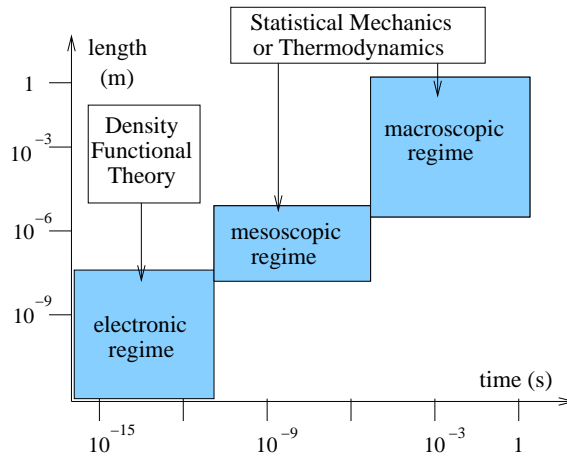 length
(m)
Statistical Mechanics
or Thermodynamics
1
10⁻³
10⁻⁶
10⁻⁹
Density
Functional
Theory
macroscopic
regime
mesoscopic
regime
electronic
regime
time (s)
10⁻¹⁵
10⁻⁹
10⁻³
1